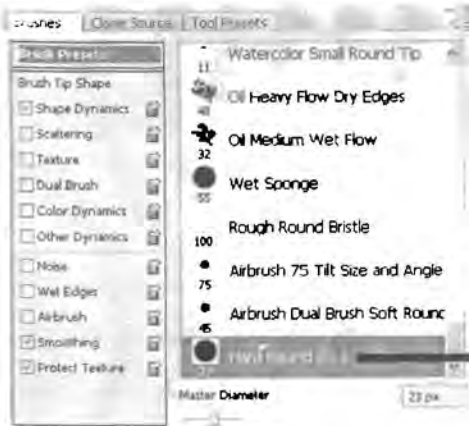 Brushes Clone Source Tool Presets
Brush Presets
Brush Tip Shape
Shape Dynamics
Scattering
Texture
Dual Brush
Color Dynamics
Other Dynamics
Noise
Wet Edges
Airbrush
Smoothing
Protect Texture
Watercolor Small Round Tip
11
Oil Heavy Flow Dry Edges
48
Oil Medium Wet Flow
32
Wet Sponge
55
Rough Round Bristle
100
Airbrush 75 Tilt Size and Angle
75
Airbrush Dual Brush Soft Round
45
Hard Round
Master Diameter
23 px